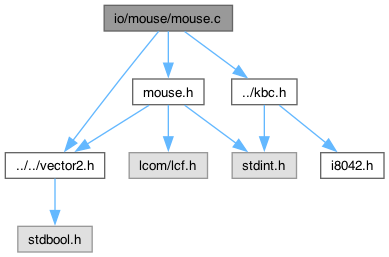 io/mouse/mouse.c
mouse.h
../kbc.h
../../vector2.h
lcom/lcf.h
stdint.h
i8042.h
stdbool.h